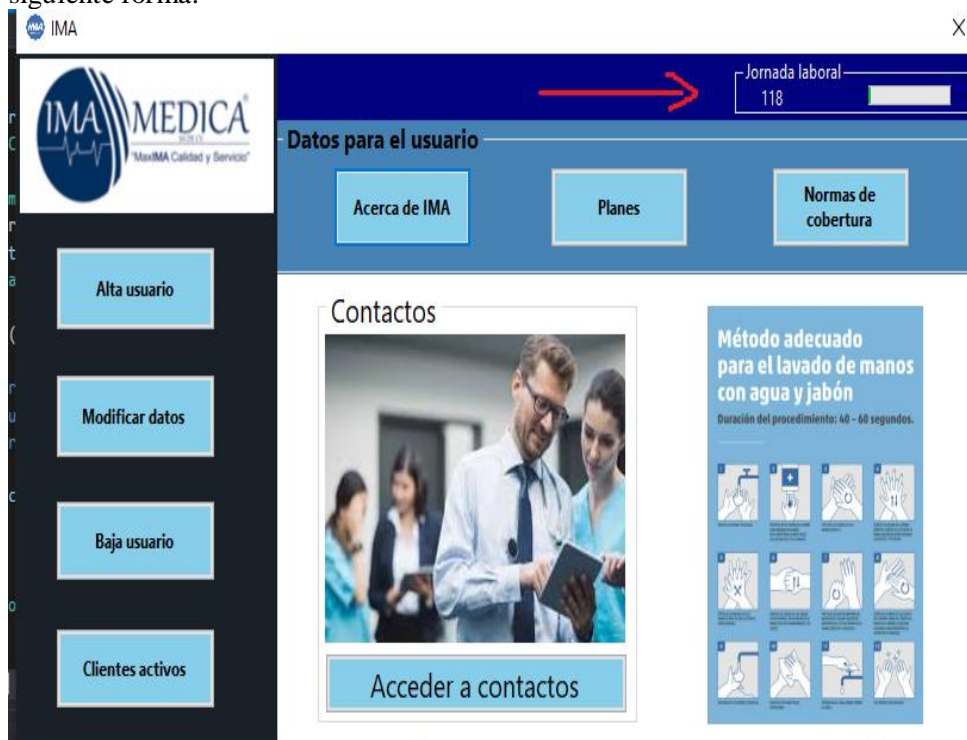 siguiente forma:
IMA
X
IMA MEDICA
"MaxIMA Calidad y Servicio"
Jornada laboral
118
Datos para el usuario
Acerca de IMA
Planes
Normas de
cobertura
Alta usuario
Modificar datos
Baja usuario
Clientes activos
Contactos
Acceder a contactos
Método adecuado
para el lavado de manos
con agua y jabón
Duración del procedimiento: 40 - 60 segundos.